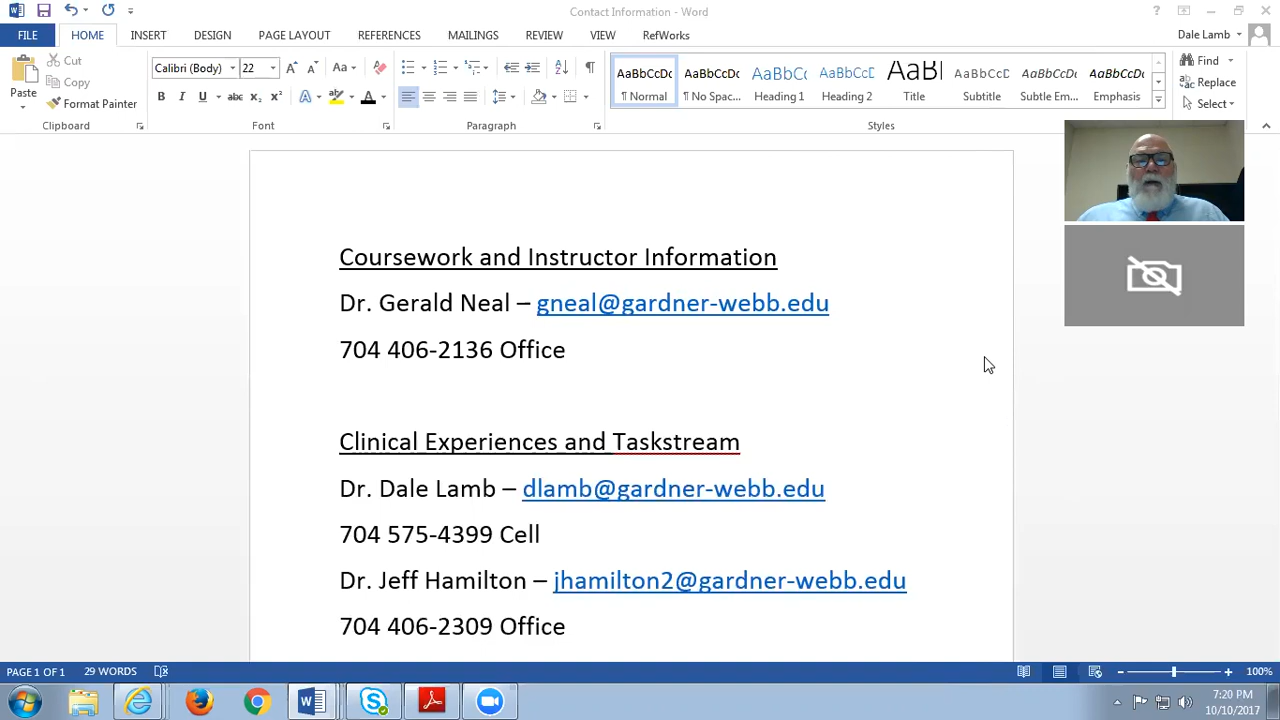 Contact Information - Word
FILE HOME INSERT DESIGN PAGE LAYOUT REFERENCES MAILINGS REVIEW VIEW RefWorks Dale Lamb
Paste
Cut
Copy
Format Painter
Clipboard
Calibri (Body) 22
Font
Paragraph
AaBbCcDc AaBbCcDc AaBbCc AaBbCc AaBb AaBbCcD AaBbCcDc AaBbCcDc
¶ Normal ¶ No Spac... Heading 1 Heading 2 Title Subtitle Subtle Em... Emphasis
Styles
Find
Replace
Select
Coursework and Instructor Information
Dr. Gerald Neal – gneal@gardner-webb.edu
704 406-2136 Office
Clinical Experiences and Taskstream
Dr. Dale Lamb – dlamb@gardner-webb.edu
704 575-4399 Cell
Dr. Jeff Hamilton – jhamilton2@gardner-webb.edu
704 406-2309 Office
PAGE 1 OF 1 29 WORDS 100%
7:20 PM
10/10/2017